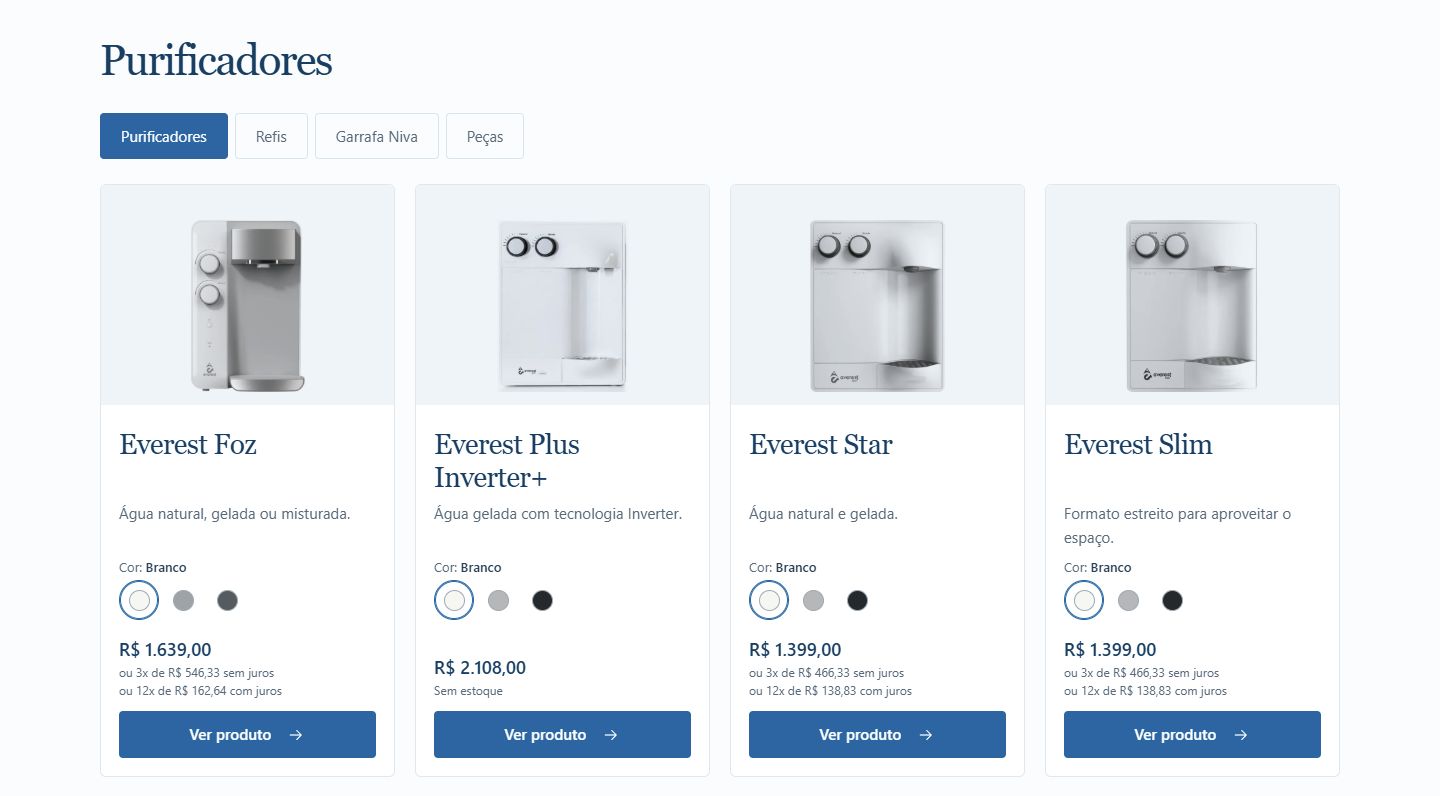 Purificadores
Purificadores
Refis
Garrafa Niva
Peças
everest
everest
everest
everest
Everest Foz
Everest Plus
Inverter+
Everest Star
Everest Slim
Água natural, gelada ou misturada.
Água gelada com tecnologia Inverter.
Água natural e gelada.
Formato estreito para aproveitar o
espaço.
Cor: Branco
Cor: Branco
Cor: Branco
Cor: Branco
R$ 1.639,00
ou 3x de R$ 546,33 sem juros
ou 12x de R$ 162,64 com juros
R$ 2.108,00
Sem estoque
R$ 1.399,00
ou 3x de R$ 466,33 sem juros
ou 12x de R$ 138,83 com juros
R$ 1.399,00
ou 3x de R$ 466,33 sem juros
ou 12x de R$ 138,83 com juros
Ver produto
Ver produto
Ver produto
Ver produto